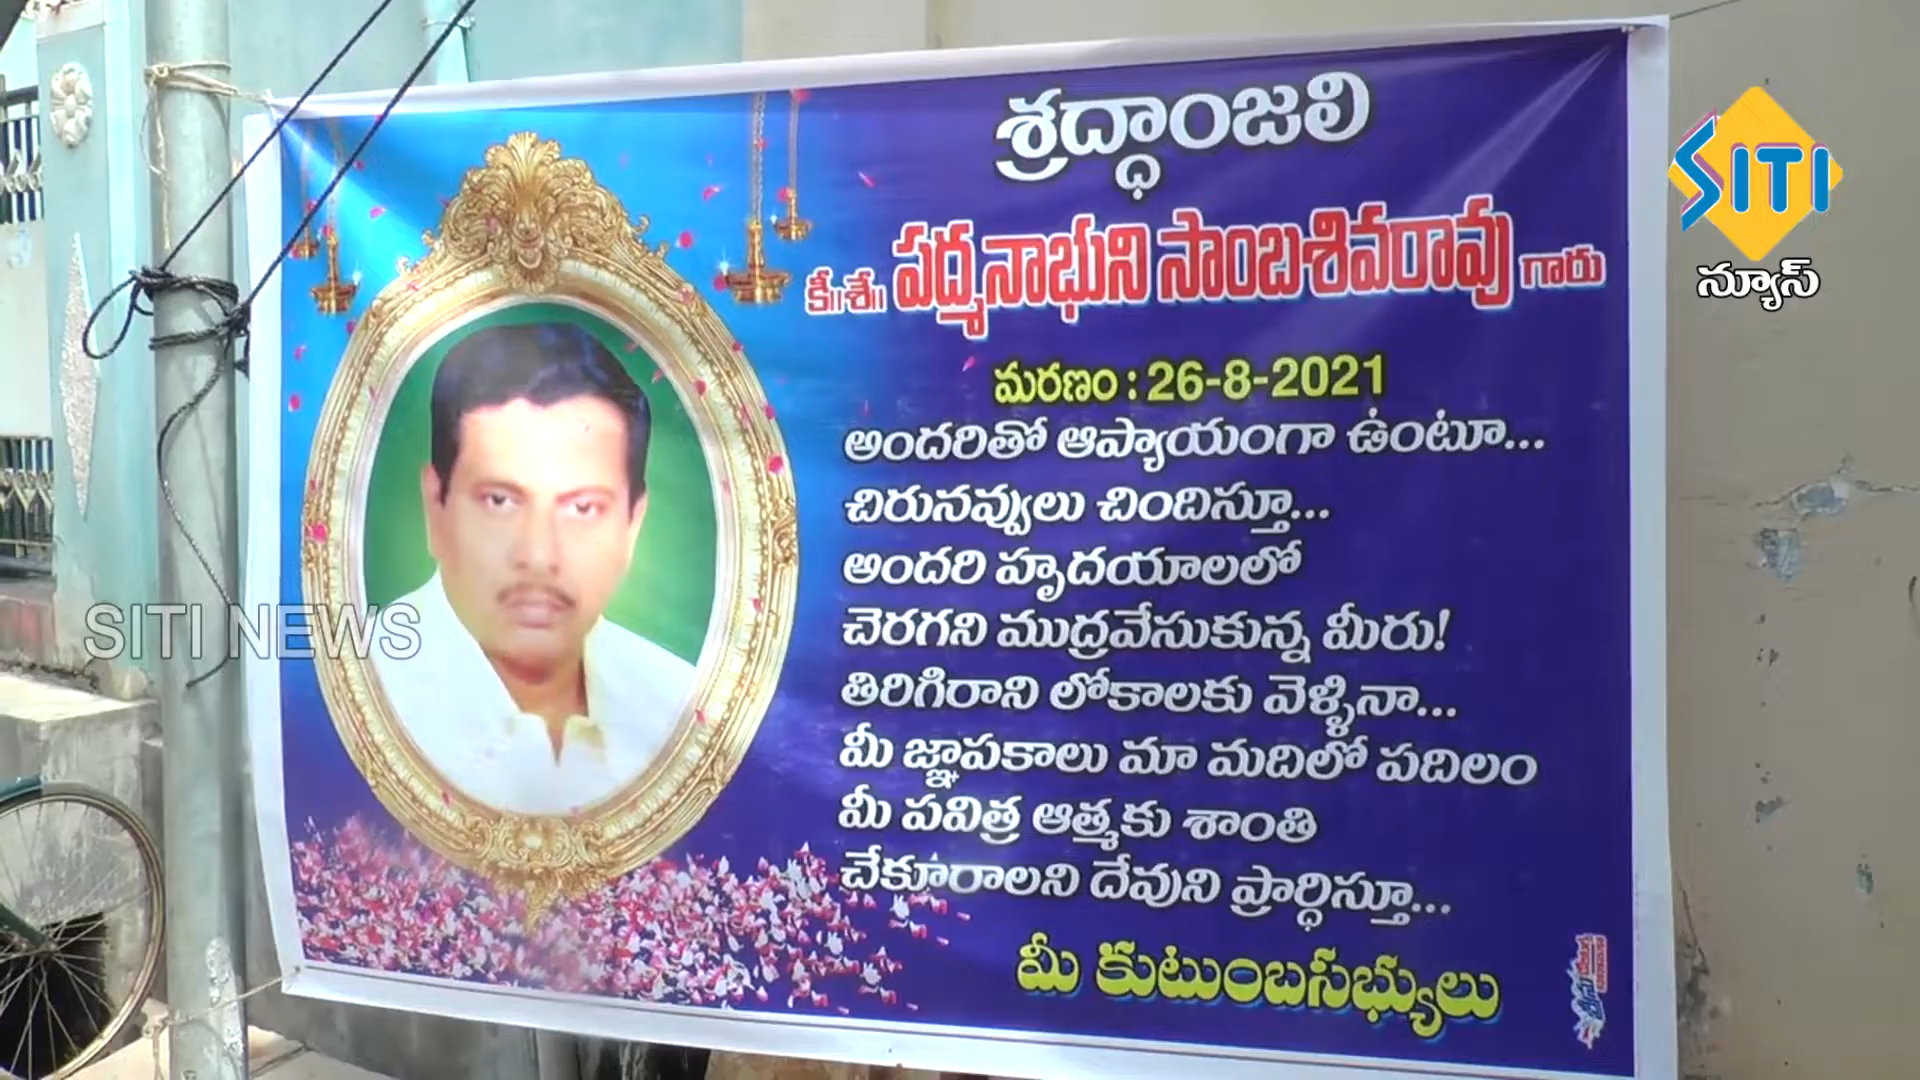 శ్రద్ధాంజలి
కీ॥శే॥ పద్మనాభుని సాంబశివరావు గారు
మరణం : 26-8-2021
అందరితో ఆప్యాయంగా ఉంటూ...
చిరునవ్వులు చిందిస్తూ...
అందరి హృదయాలలో
చెరగని ముద్రవేసుకున్న మీరు!
తిరిగిరాని లోకాలకు వెళ్ళినా...
మీ జ్ఞాపకాలు మా మదిలో పదిలం
మీ పవిత్ర ఆత్మకు శాంతి
చేకూరాలని దేవుని ప్రార్ధిస్తూ...
మీ కుటుంబసభ్యులు
SITI
న్యూస్
SITI NEWS